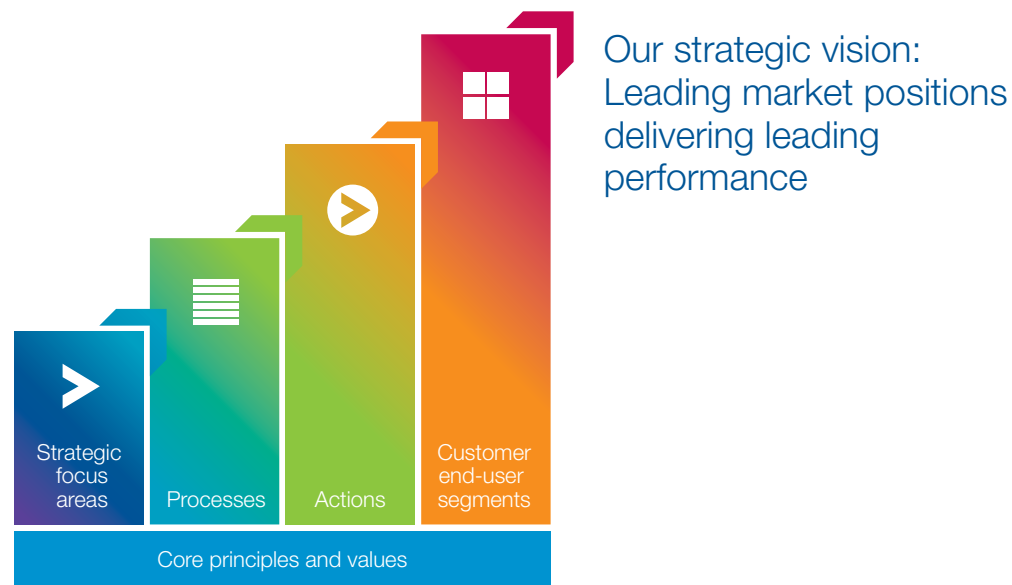 Our strategic vision:
Leading market positions
delivering leading
performance
Strategic
focus
areas
Processes
Actions
Customer
end-user
segments
Core principles and values